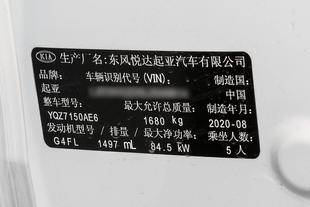 KIA 生产厂名:东风悦达起亚汽车有限公司
品牌: 车辆识别代号(VIN): 制造国:
起亚 中国
整车型号: 最大允许总质量: 制造年月:
YQZ7150AE6 1680 kg 2020-08
发动机型号 / 排量 / 最大净功率: 乘坐人数:
G4FL 1497 mL 84.5 kW 5 人